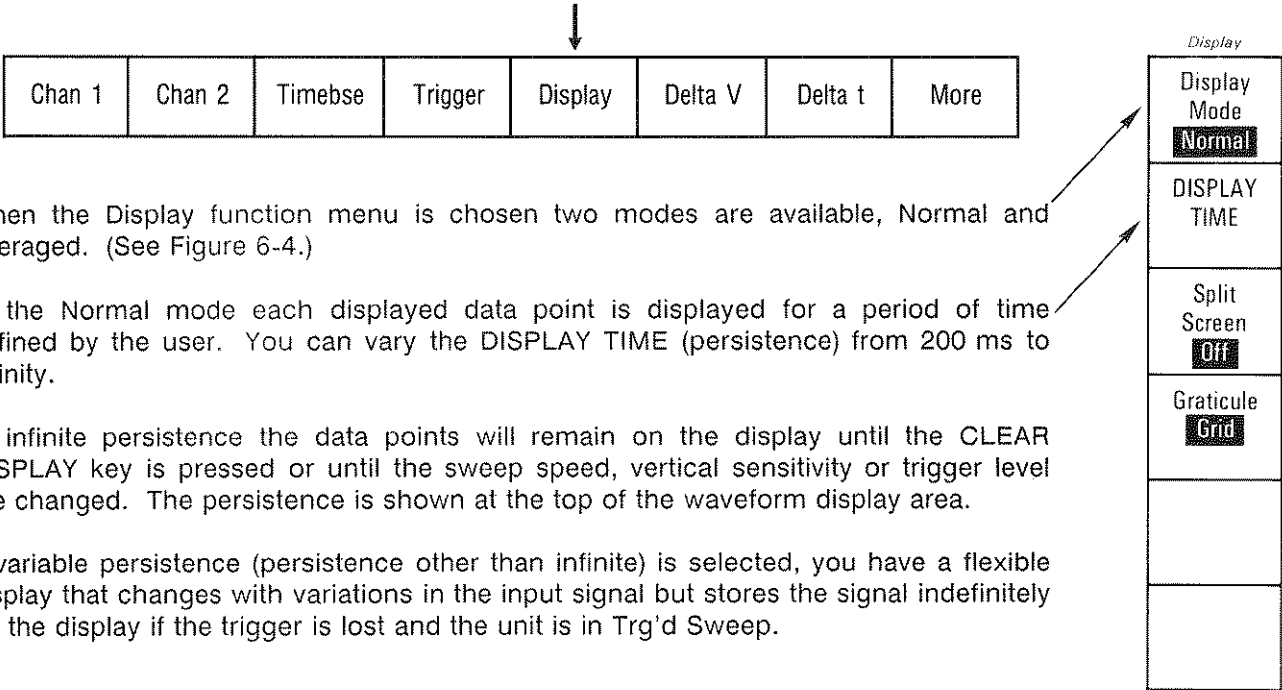 Chan 1 Chan 2 Timebse Trigger Display Delta V Delta t More
hen the Display function menu is chosen two modes are available, Normal and
eraged. (See Figure 6-4.)
the Normal mode each displayed data point is displayed for a period of time
fined by the user. You can vary the DISPLAY TIME (persistence) from 200 ms to
inity.
infinite persistence the data points will remain on the display until the CLEAR
SPLAY key is pressed or until the sweep speed, vertical sensitivity or trigger level
e changed. The persistence is shown at the top of the waveform display area.
variable persistence (persistence other than infinite) is selected, you have a flexible
splay that changes with variations in the input signal but stores the signal indefinitely
the display if the trigger is lost and the unit is in Trg'd Sweep.
Display
Display
Mode
Normal
DISPLAY
TIME
Split
Screen
Off
Graticule
Grid